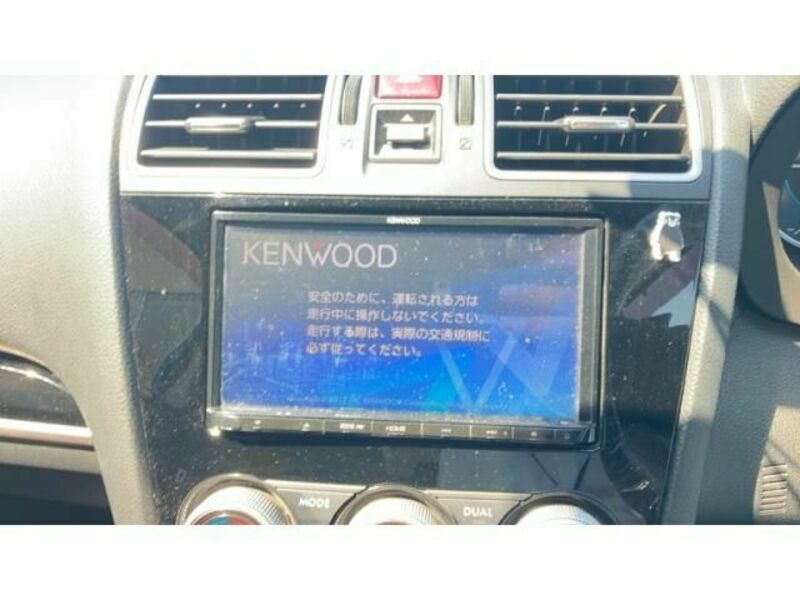 KENWOOD
KENWOOD
安全のために、運転される方は
走行中に操作しないでください。
走行する際は、実際の交通規制に
必ず従ってください。
HOME
MODE
DUAL